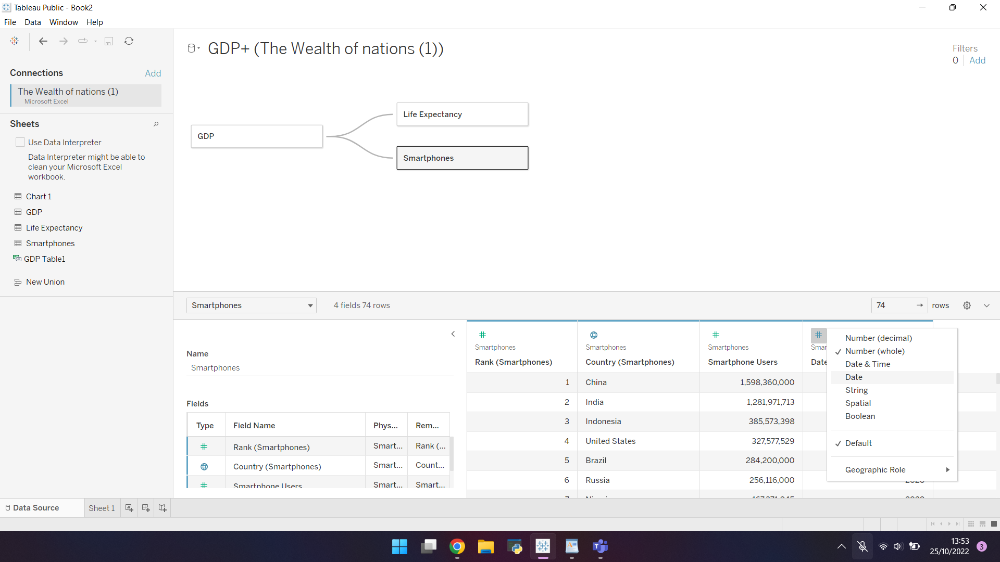 Tableau Public - Book2
File Data Window Help
GDP+ (The Wealth of nations (1))
Filters
0 Add
Connections Add
The Wealth of nations (1)
Microsoft Excel
Sheets
Use Data Interpreter
Data Interpreter might be able to
clean your Microsoft Excel
workbook.
Chart 1
GDP
Life Expectancy
Smartphones
GDP Table1
New Union
GDP
Life Expectancy
Smartphones
Smartphones 4 fields 74 rows 74 rows
Name
Smartphones
Fields
Type Field Name Phys... Rem...
Rank (Smartphones) Smart... Rank (...
Country (Smartphones) Smart... Count...
Smartphone Users Smart... Smart...
Smartphones Smartphones Smartphones Smar
Rank (Smartphones) Country (Smartphones) Smartphone Users Date
1 China 1,598,360,000
2 India 1,281,971,713
3 Indonesia 385,573,398
4 United States 327,577,529
5 Brazil 284,200,000
6 Russia 256,116,000
Number (decimal)
Number (whole)
Date & Time
Date
String
Spatial
Boolean
Default
Geographic Role
Data Source Sheet 1
13:53
25/10/2022 3